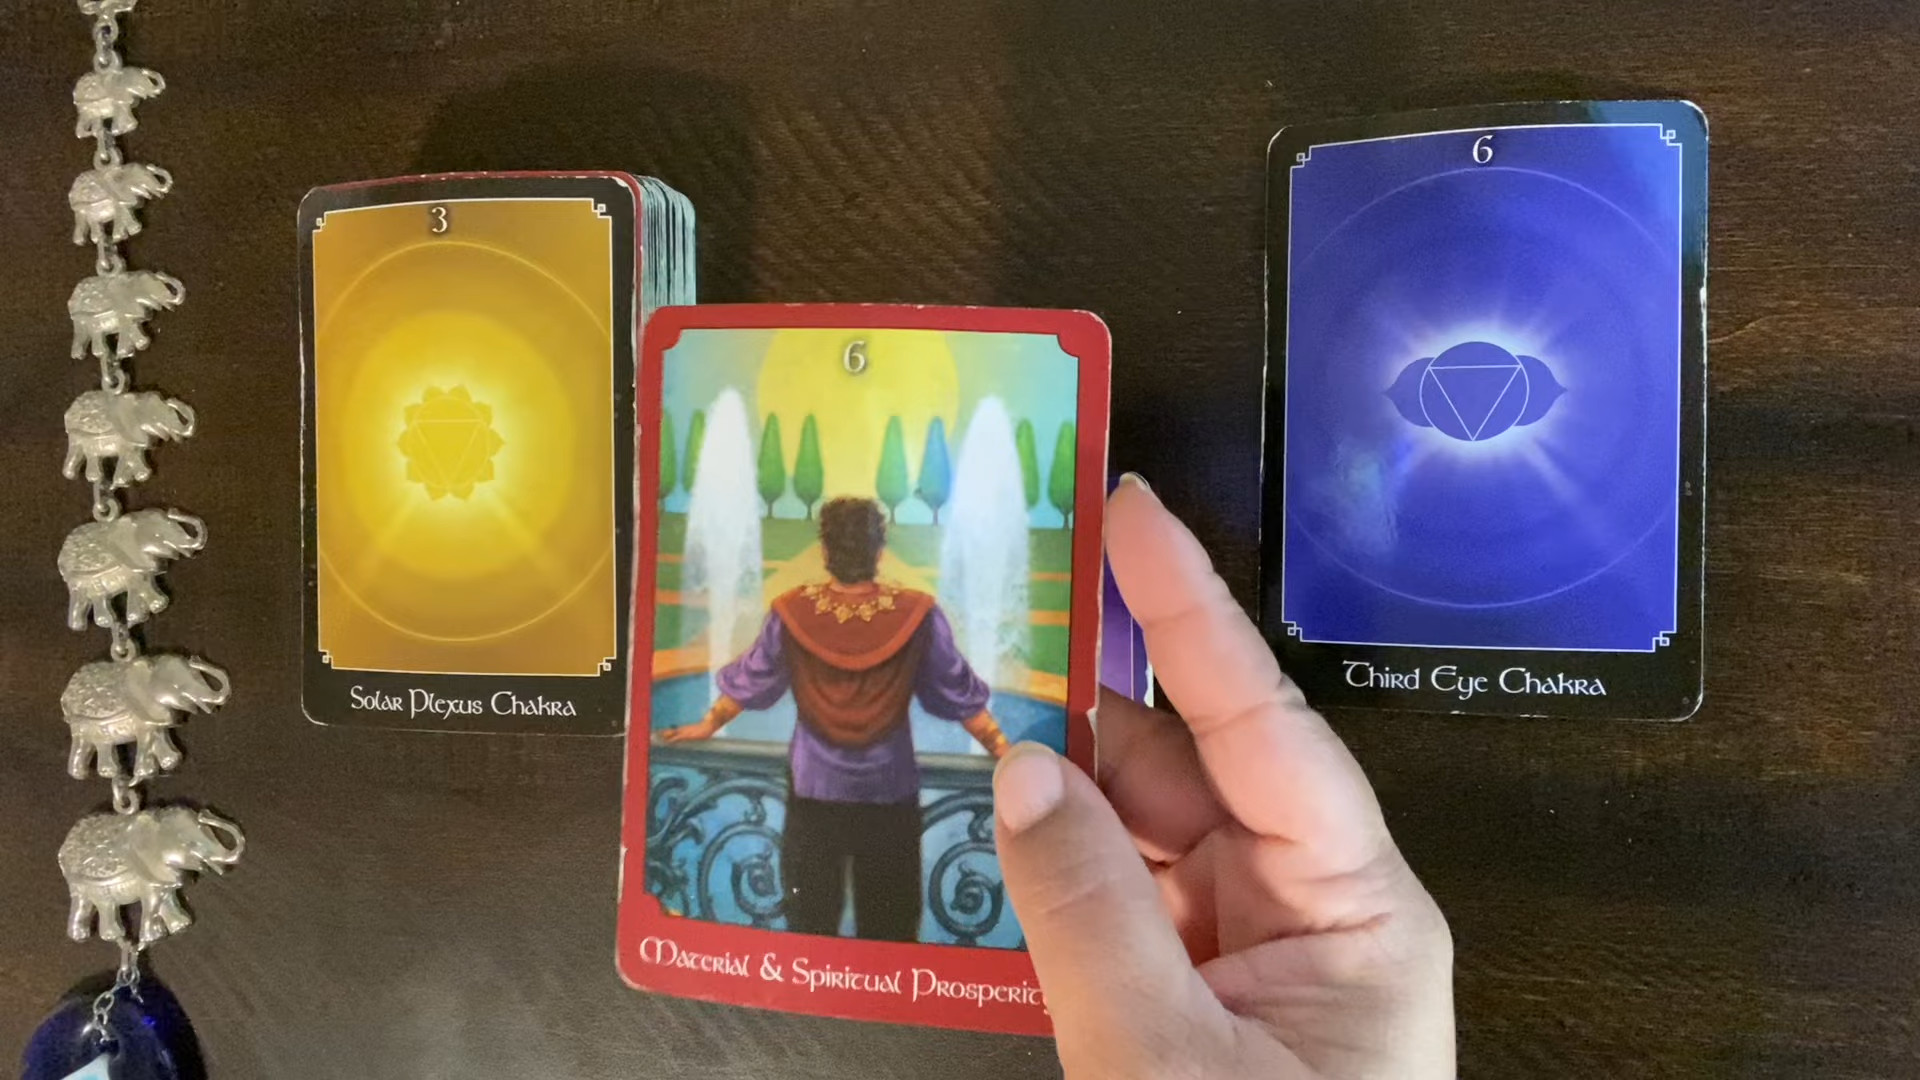 3
Solar Plexus Chakra
6
Material & Spiritual Prosperity
6
Third Eye Chakra